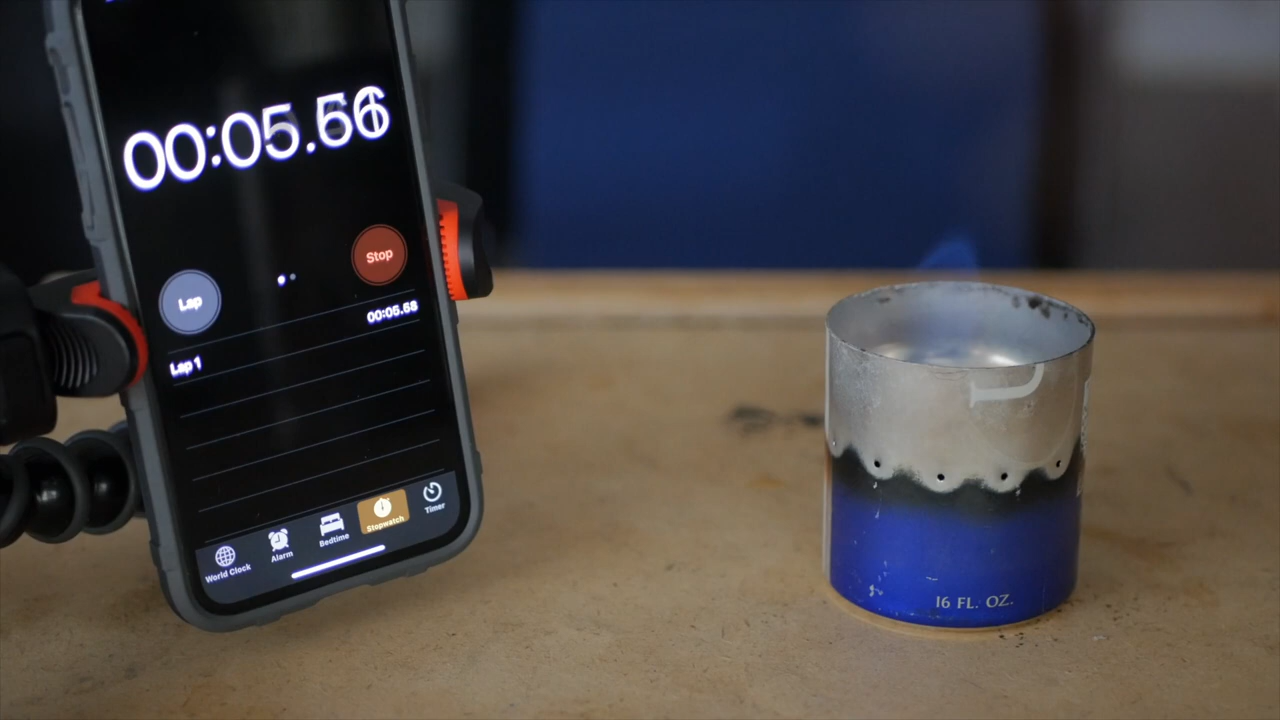 00:05.56
Stop
Lap
00:05.58
Lap 1
World Clock
Alarm
Bedtime
Stopwatch
Timer
16 FL. OZ.